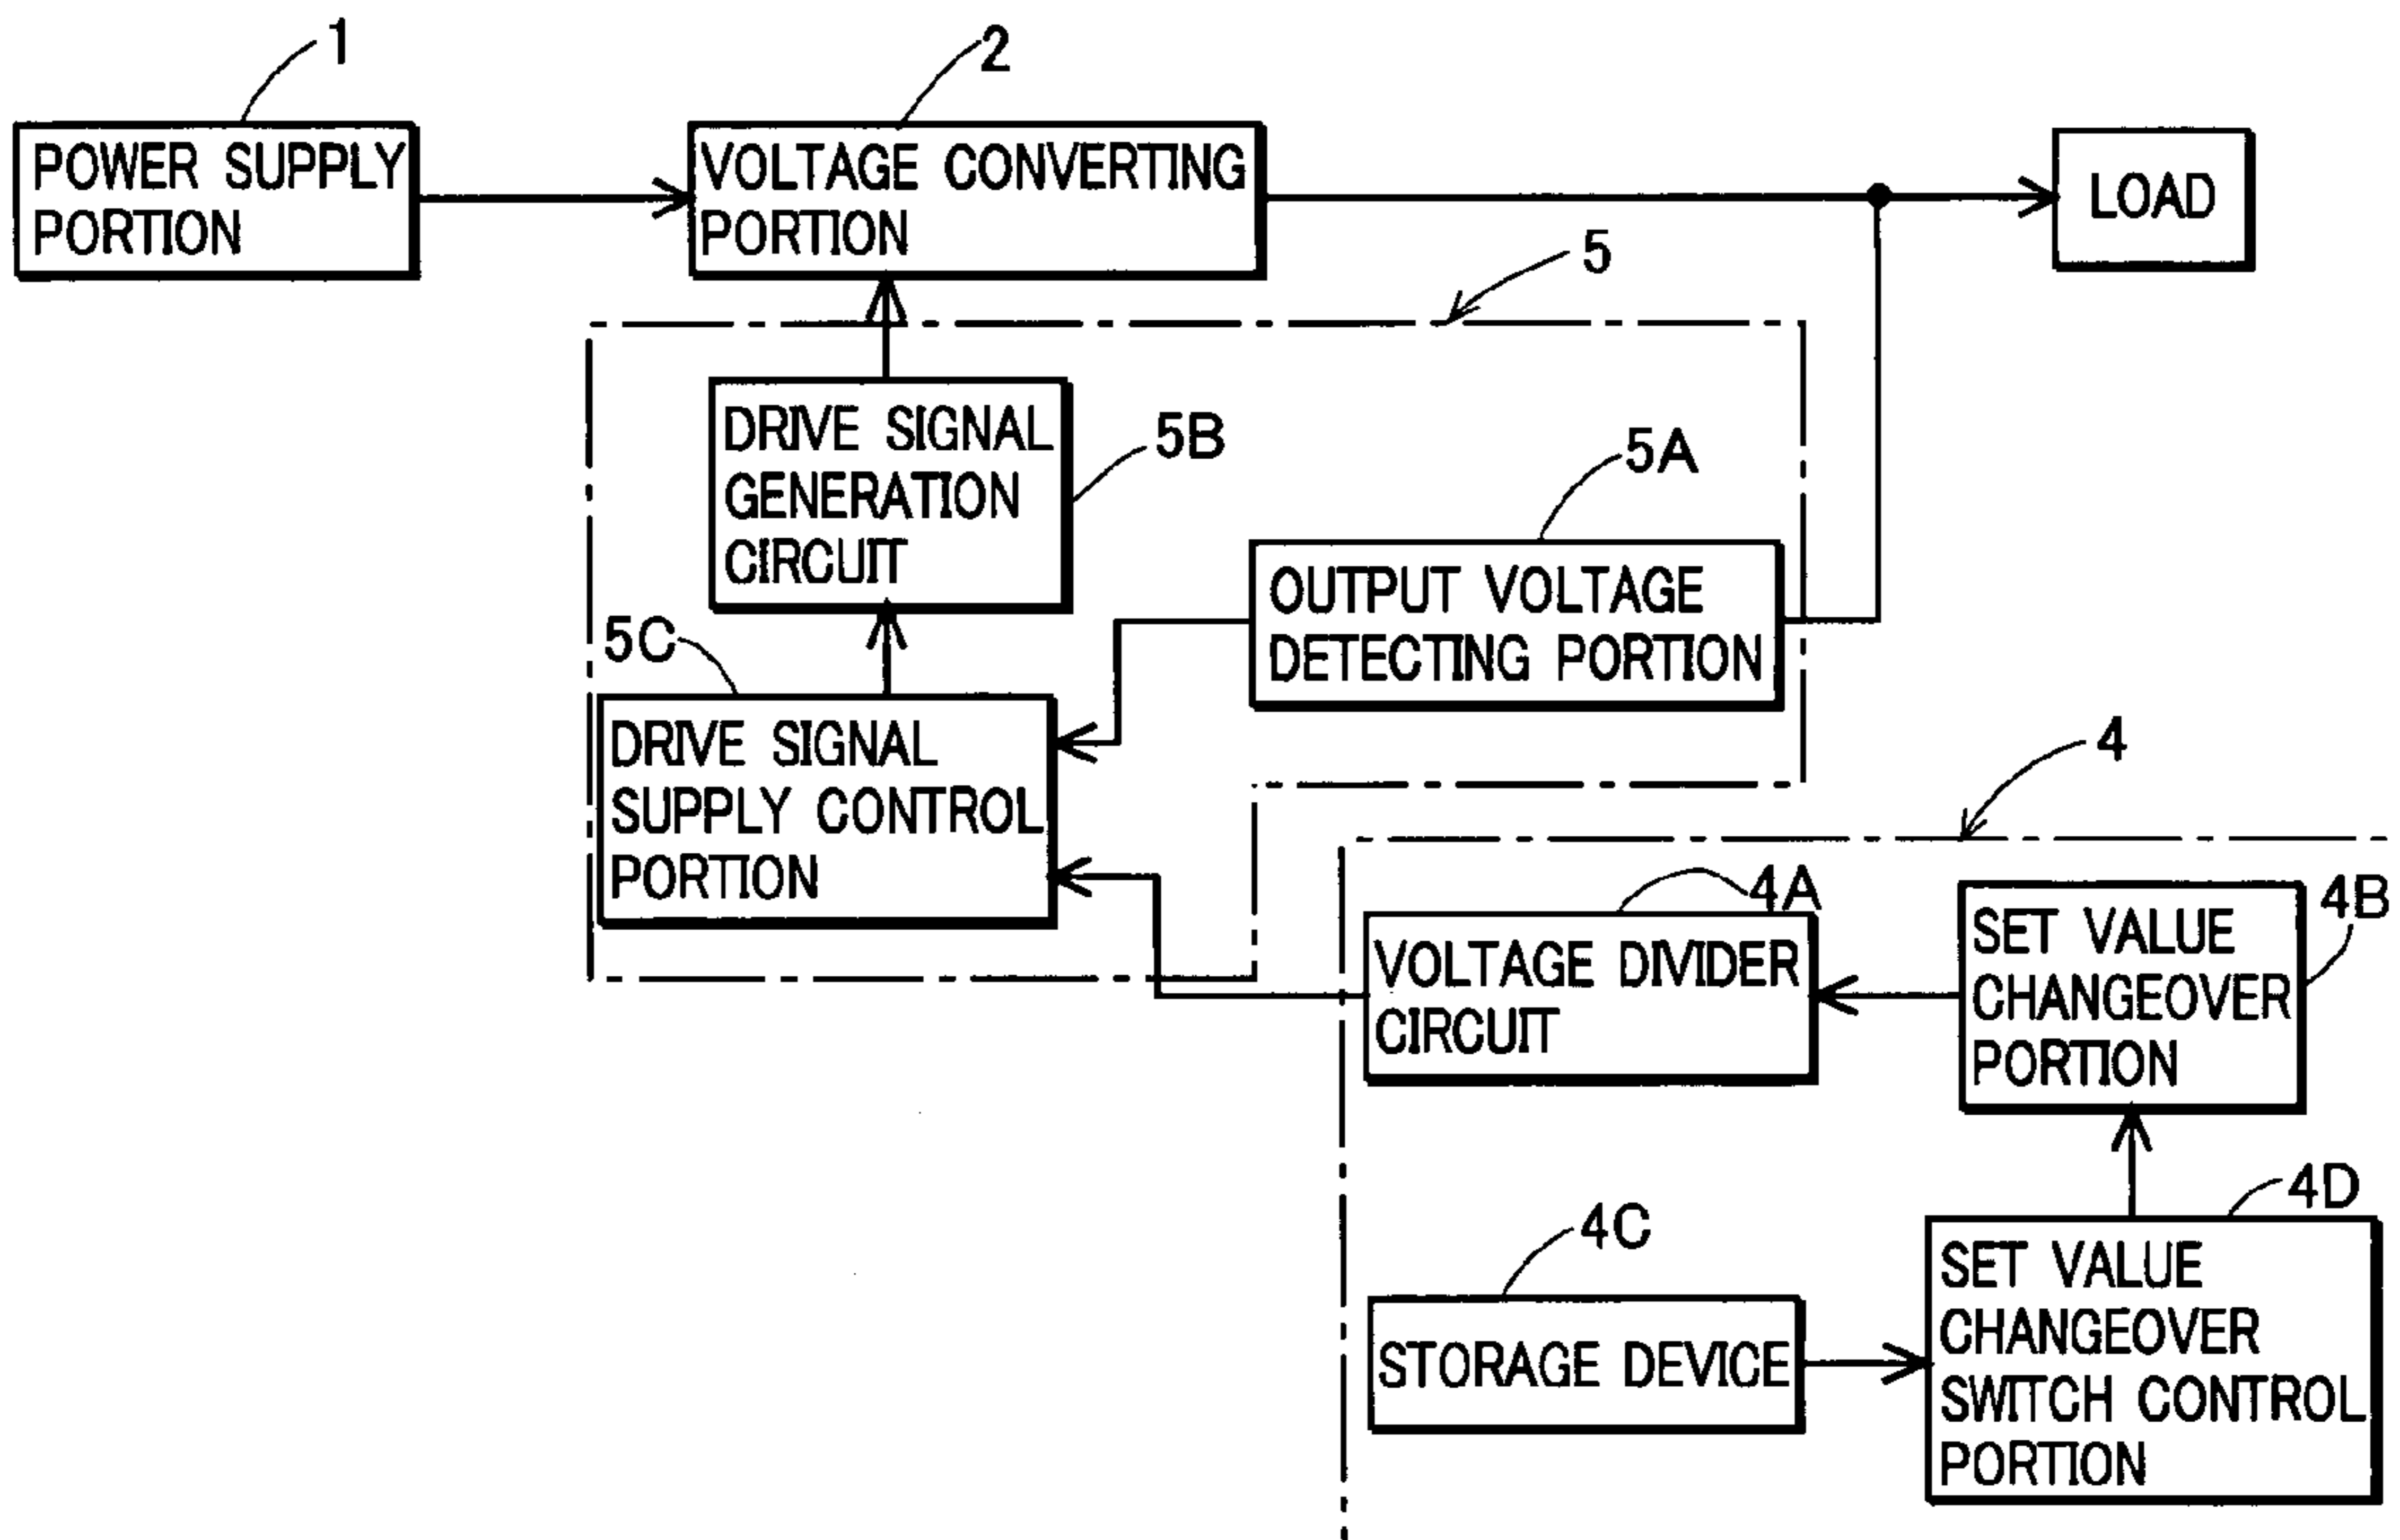 1
2
POWER SUPPLY
PORTION
VOLTAGE CONVERTING
PORTION
LOAD
5
DRIVE SIGNAL
GENERATION
CIRCUIT
5B
5A
OUTPUT VOLTAGE
DETECTING PORTION
5C
DRIVE SIGNAL
SUPPLY CONTROL
PORTION
4
4A
VOLTAGE DIVIDER
CIRCUIT
4B
SET VALUE
CHANGEOVER
PORTION
4C
STORAGE DEVICE
4D
SET VALUE
CHANGEOVER
SWITCH CONTROL
PORTION